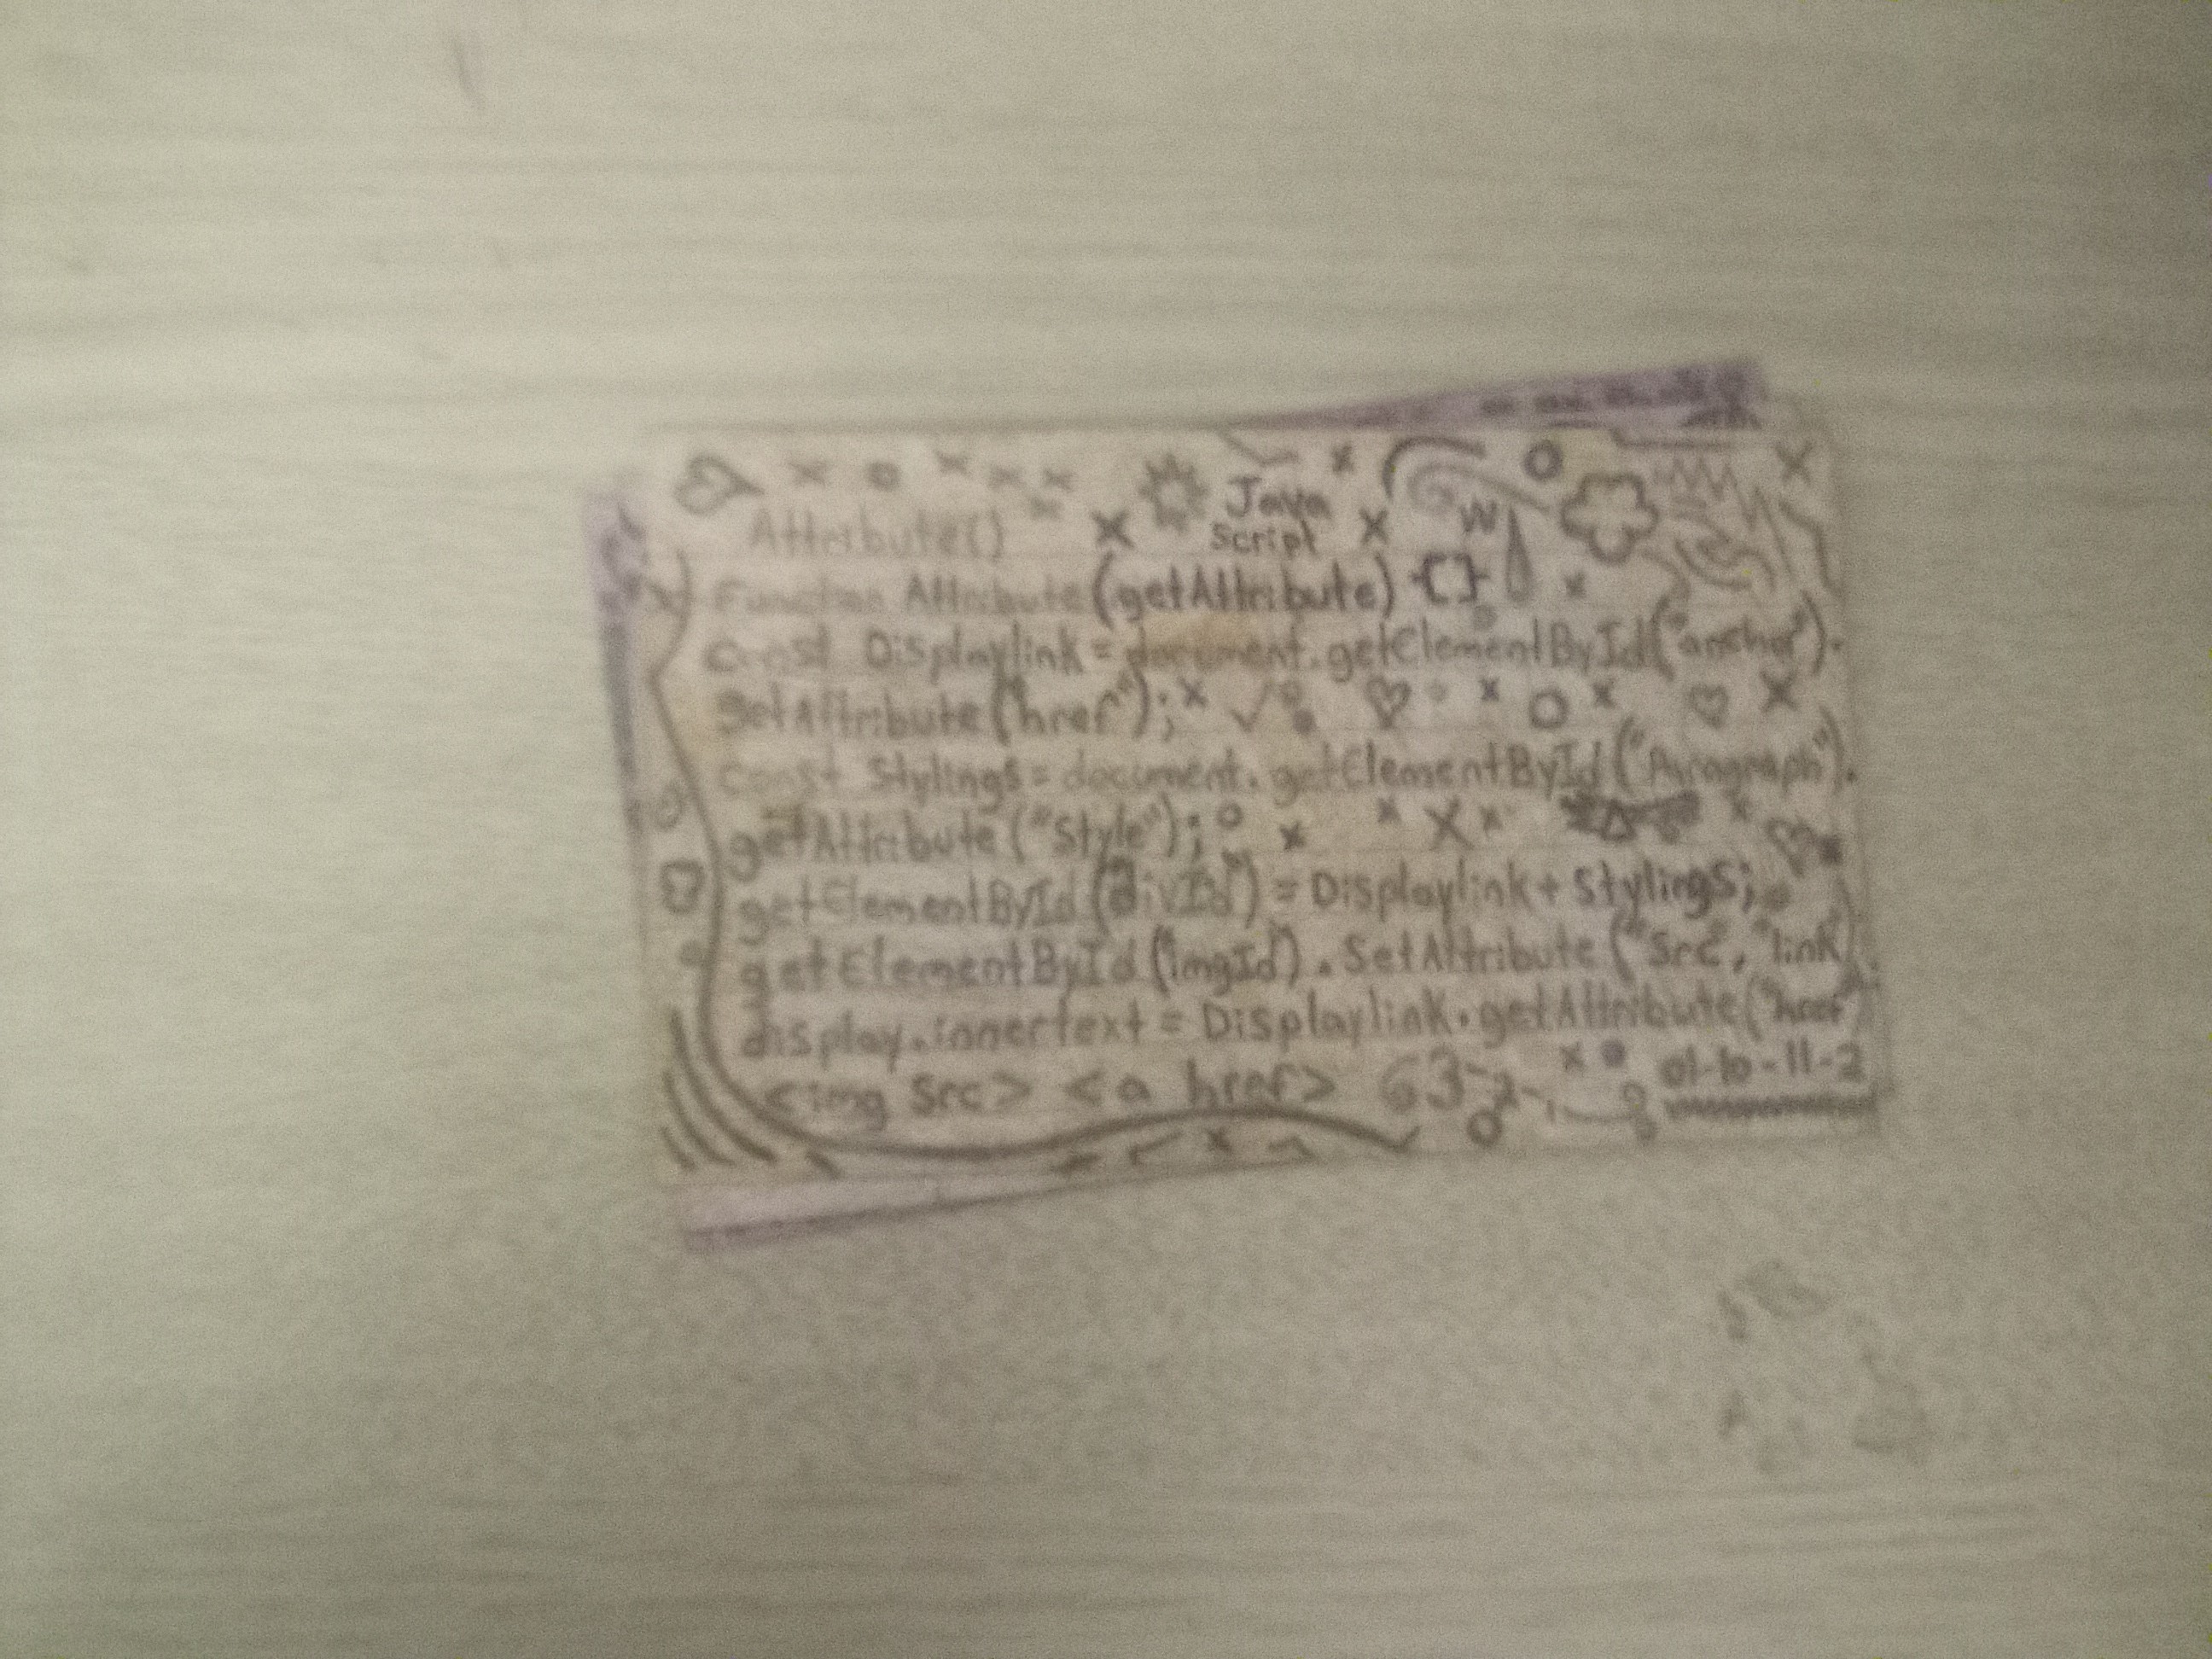 Java
Script
Attribute()
Function Attribute(getAttribute) {}
const Displaylink = document.getElementById("anchor").
getAttribute("href");
const Stylings = document.getElementById("Paragraph").
getAttribute("Style");
getElementById("divId") = Displaylink + Stylings;
getElementById("imgId").SetAttribute("Src", "link
display.innertext = Displaylink.getAttribute("href"
<img Src> <a href> 63
01-10-11-2